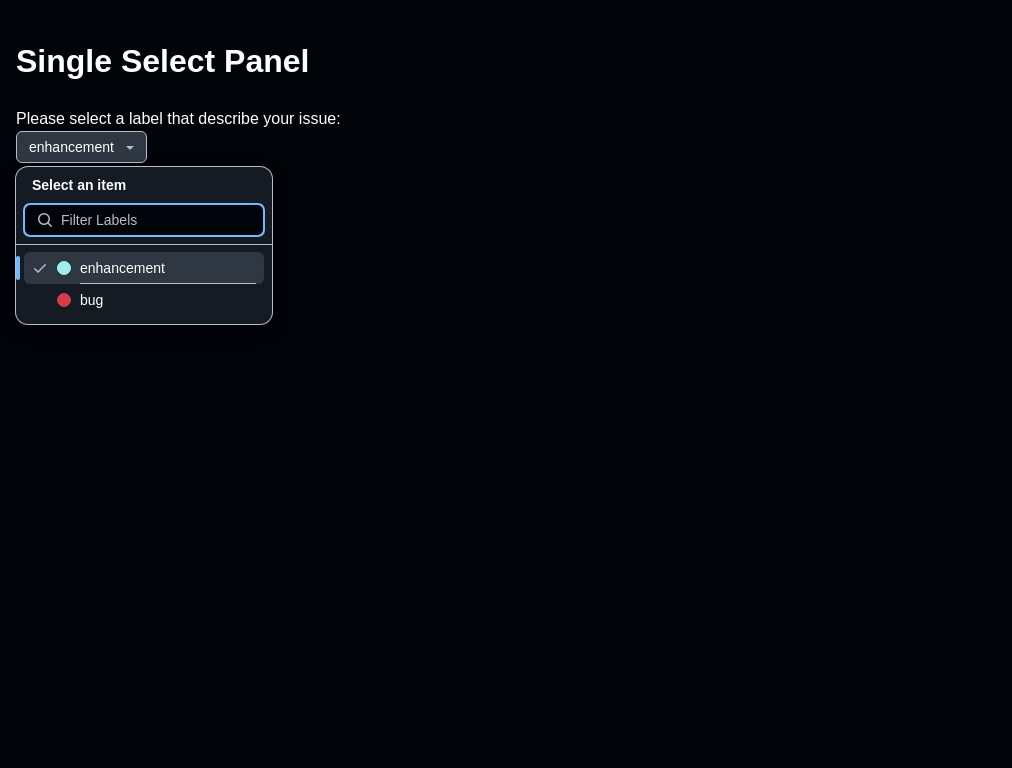 Single Select Panel
Please select a label that describe your issue:
enhancement
Select an item
Filter Labels
enhancement
bug